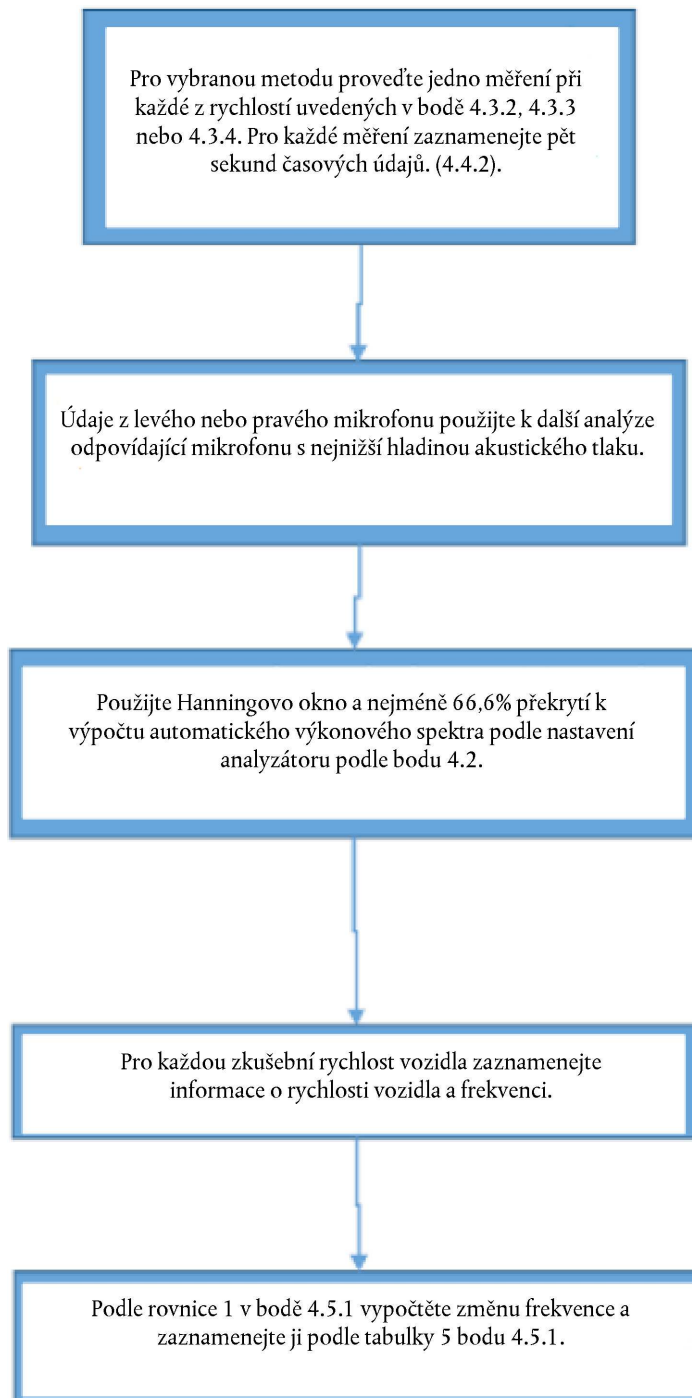 Pro vybranou metodu proveďte jedno měření při
každé z rychlostí uvedených v bodě 4.3.2, 4.3.3
nebo 4.3.4. Pro každé měření zaznamenejte pět
sekund časových údajů. (4.4.2).
Údaje z levého nebo pravého mikrofonu použijte k další analýze
odpovídající mikrofonu s nejnižší hladinou akustického tlaku.
Použijte Hanningovo okno a nejméně 66,6% překrytí k
výpočtu automatického výkonového spektra podle nastavení
analyzátoru podle bodu 4.2.
Pro každou zkušební rychlost vozidla zaznamenejte
informace o rychlosti vozidla a frekvenci.
Podle rovnice 1 v bodě 4.5.1 vypočtěte změnu frekvence a
zaznamenejte ji podle tabulky 5 bodu 4.5.1.